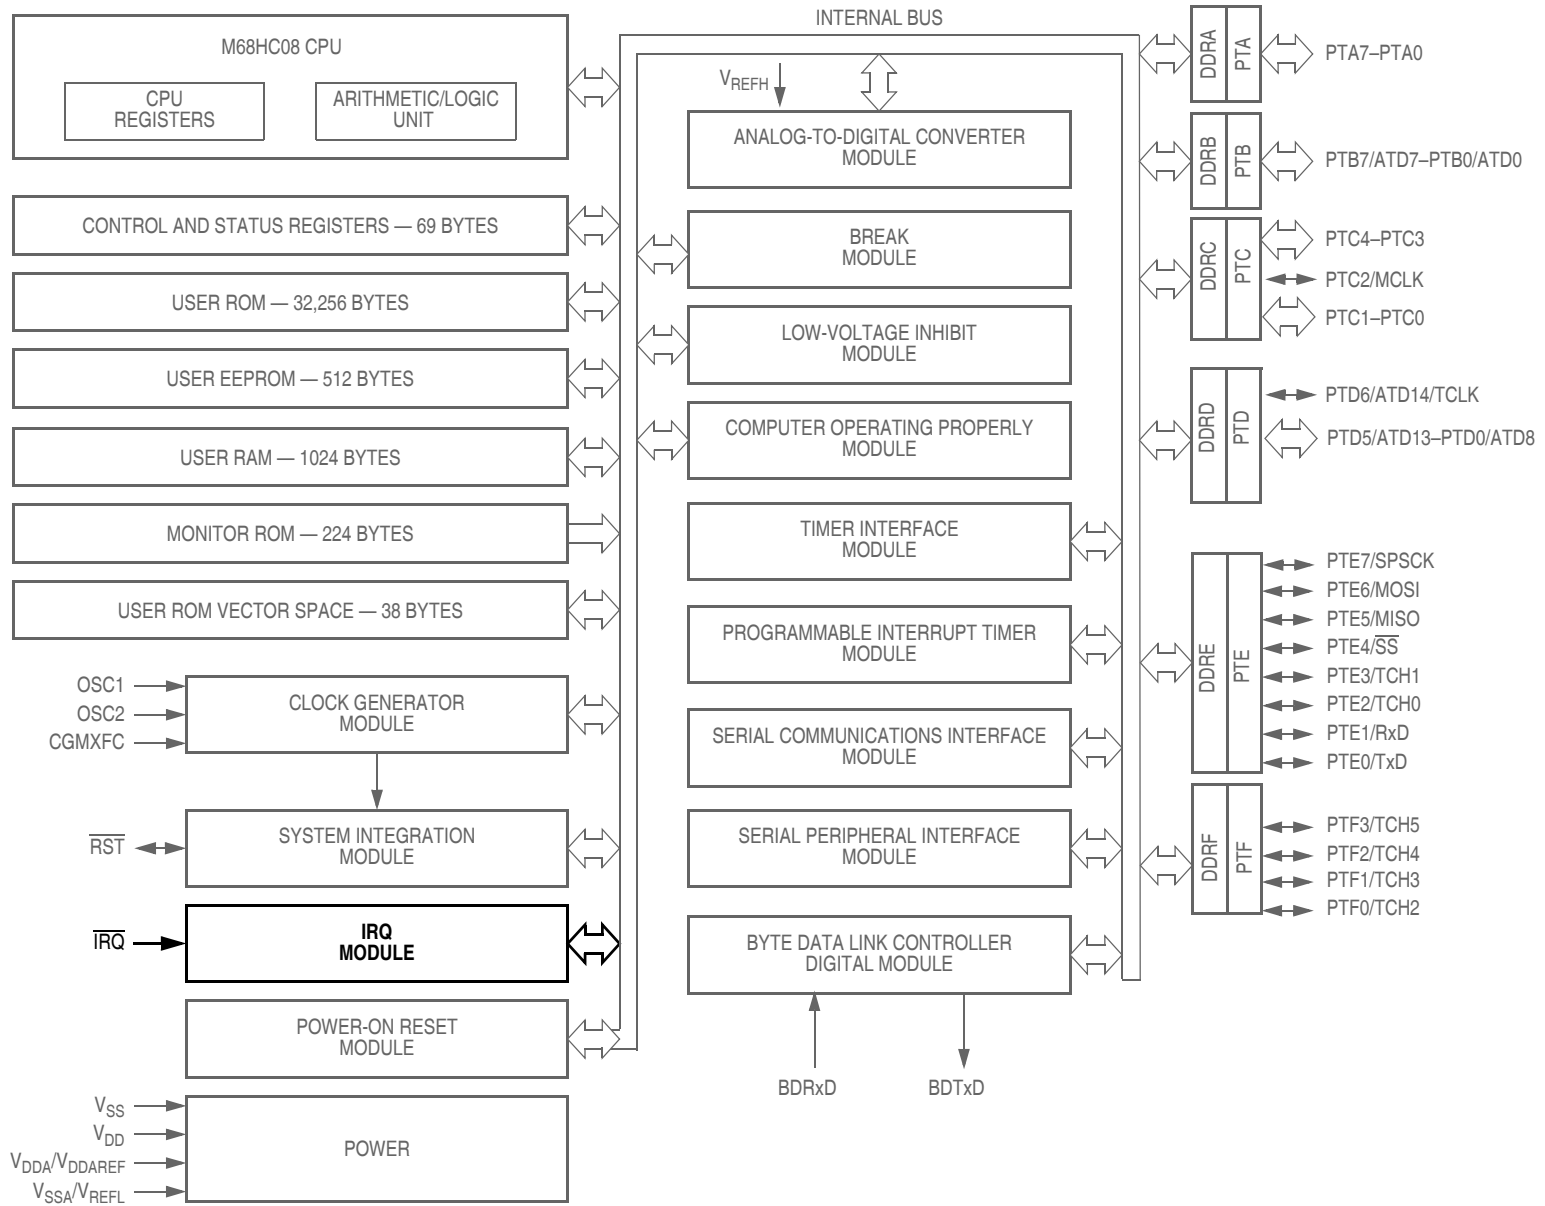 INTERNAL BUS
M68HC08 CPU
CPU
REGISTERS
ARITHMETIC/LOGIC
UNIT
CONTROL AND STATUS REGISTERS — 69 BYTES
USER ROM — 32,256 BYTES
USER EEPROM — 512 BYTES
USER RAM — 1024 BYTES
MONITOR ROM — 224 BYTES
USER ROM VECTOR SPACE — 38 BYTES
OSC1
OSC2
CGMXFC
CLOCK GENERATOR
MODULE
RST
SYSTEM INTEGRATION
MODULE
IRQ
IRQ
MODULE
POWER-ON RESET
MODULE
VSS
VDD
VDDA/VDDAREF
VSSA/VREFL
POWER
VREFH
ANALOG-TO-DIGITAL CONVERTER
MODULE
BREAK
MODULE
LOW-VOLTAGE INHIBIT
MODULE
COMPUTER OPERATING PROPERLY
MODULE
TIMER INTERFACE
MODULE
PROGRAMMABLE INTERRUPT TIMER
MODULE
SERIAL COMMUNICATIONS INTERFACE
MODULE
SERIAL PERIPHERAL INTERFACE
MODULE
BYTE DATA LINK CONTROLLER
DIGITAL MODULE
BDRxD
BDTxD
DDRA
PTA
PTA7–PTA0
DDRB
PTB
PTB7/ATD7–PTB0/ATD0
DDRC
PTC
PTC4–PTC3
PTC2/MCLK
PTC1–PTC0
DDRD
PTD
PTD6/ATD14/TCLK
PTD5/ATD13–PTD0/ATD8
DDRE
PTE
PTE7/SPSCK
PTE6/MOSI
PTE5/MISO
PTE4/SS
PTE3/TCH1
PTE2/TCH0
PTE1/RxD
PTE0/TxD
DDRF
PTF
PTF3/TCH5
PTF2/TCH4
PTF1/TCH3
PTF0/TCH2